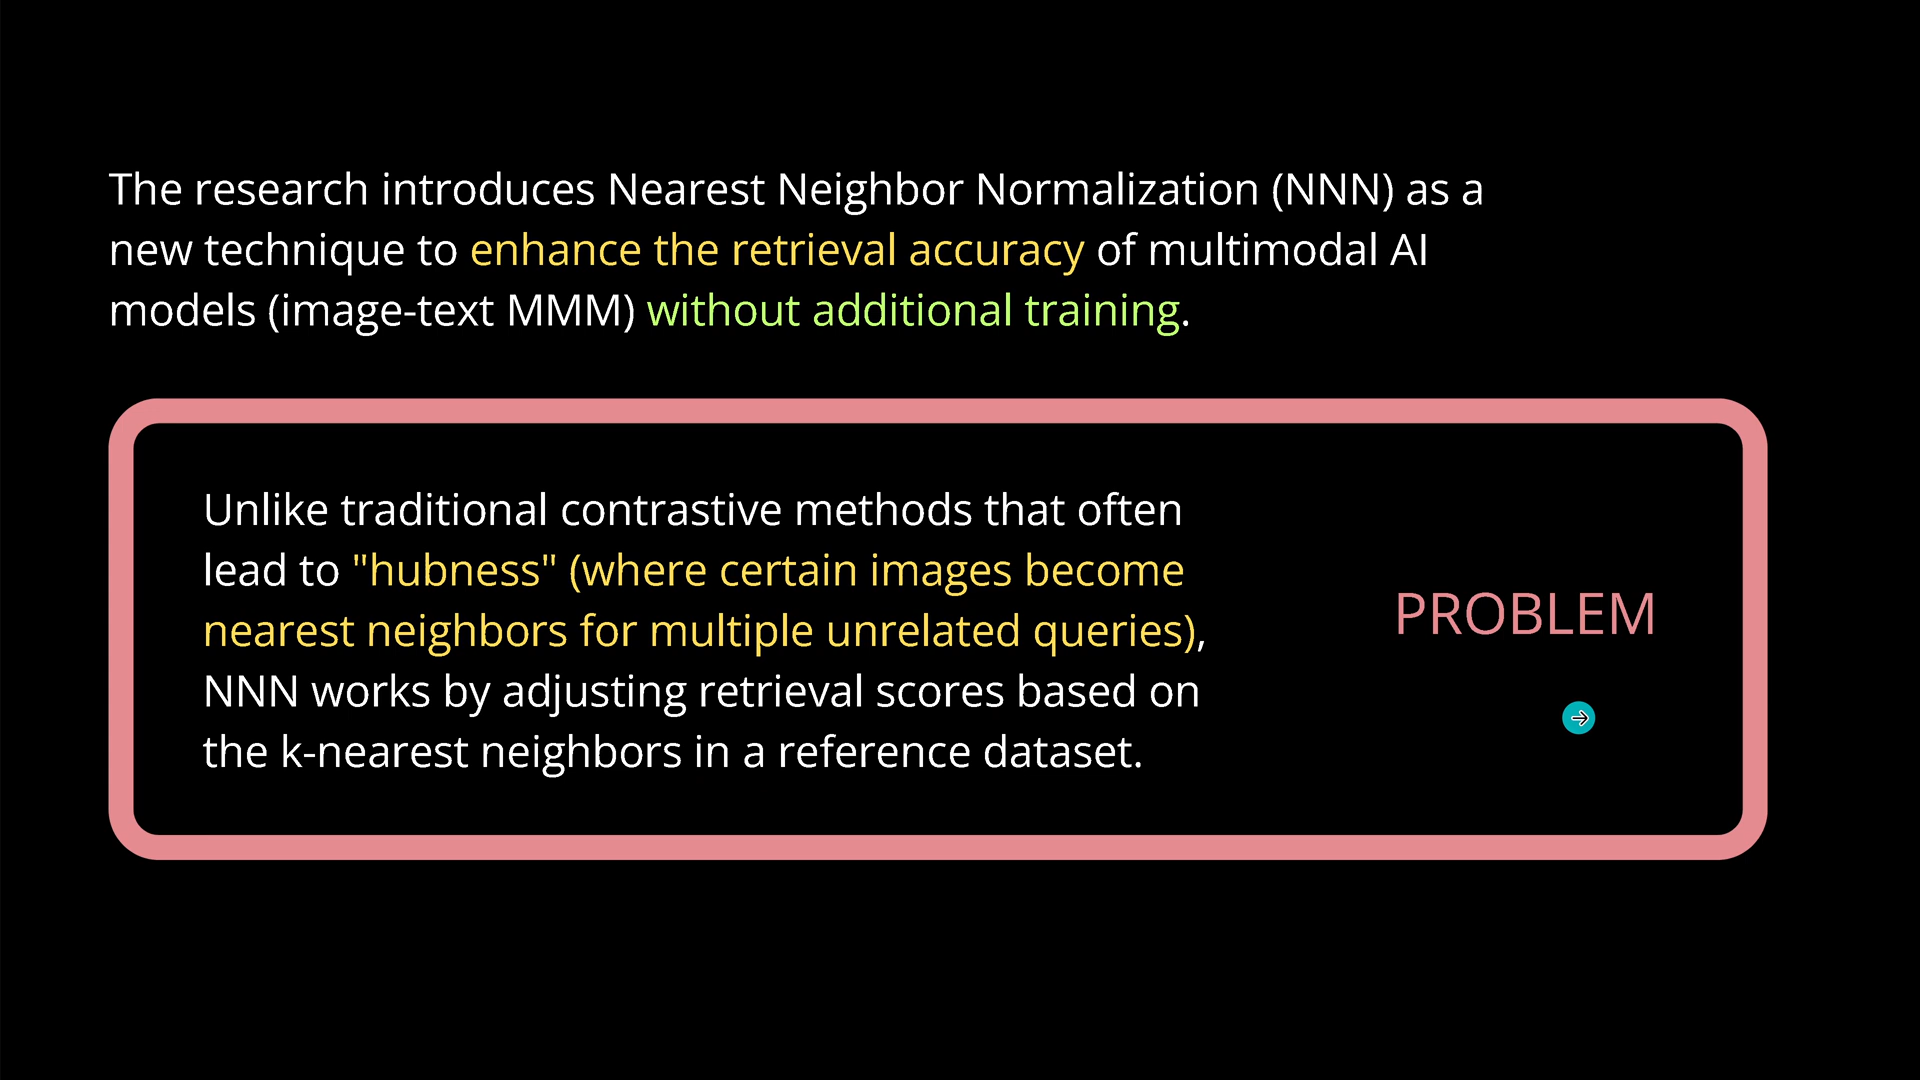 The research introduces Nearest Neighbor Normalization (NNN) as a
new technique to enhance the retrieval accuracy of multimodal AI
models (image-text MMM) without additional training.
Unlike traditional contrastive methods that often
lead to "hubness" (where certain images become
nearest neighbors for multiple unrelated queries),
NNN works by adjusting retrieval scores based on
the k-nearest neighbors in a reference dataset.
PROBLEM